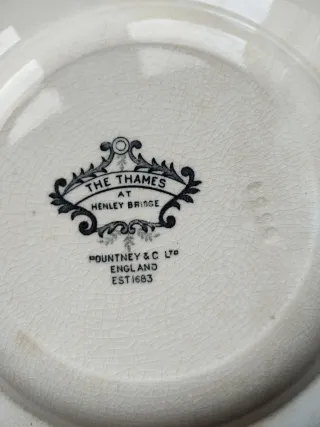 THE THAMES
AT
HENLEY BRIDGE
POUNTNEY & C LTD
ENGLAND
EST 1683